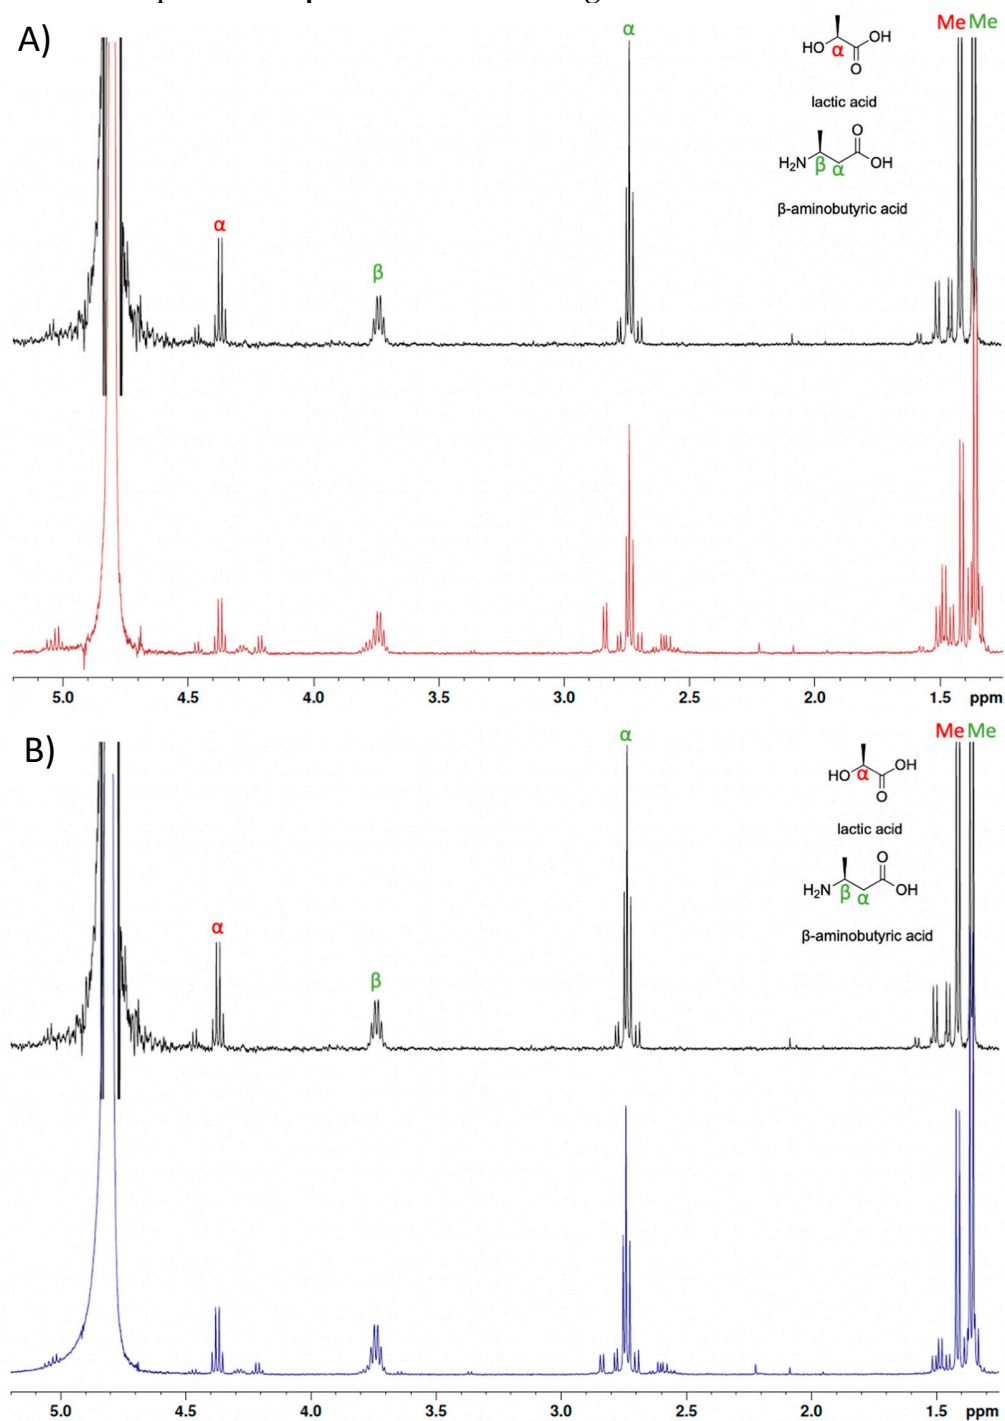 A)
α
Me Me
HO
α
OH
O
lactic acid
α
H₂N
β α
O
OH
β-aminobutyric acid
β
5.0 4.5 4.0 3.5 3.0 2.5 2.0 1.5 ppm
B)
α
Me Me
HO
α
OH
O
lactic acid
α
H₂N
β α
O
OH
β-aminobutyric acid
β
5.0 4.5 4.0 3.5 3.0 2.5 2.0 1.5 ppm